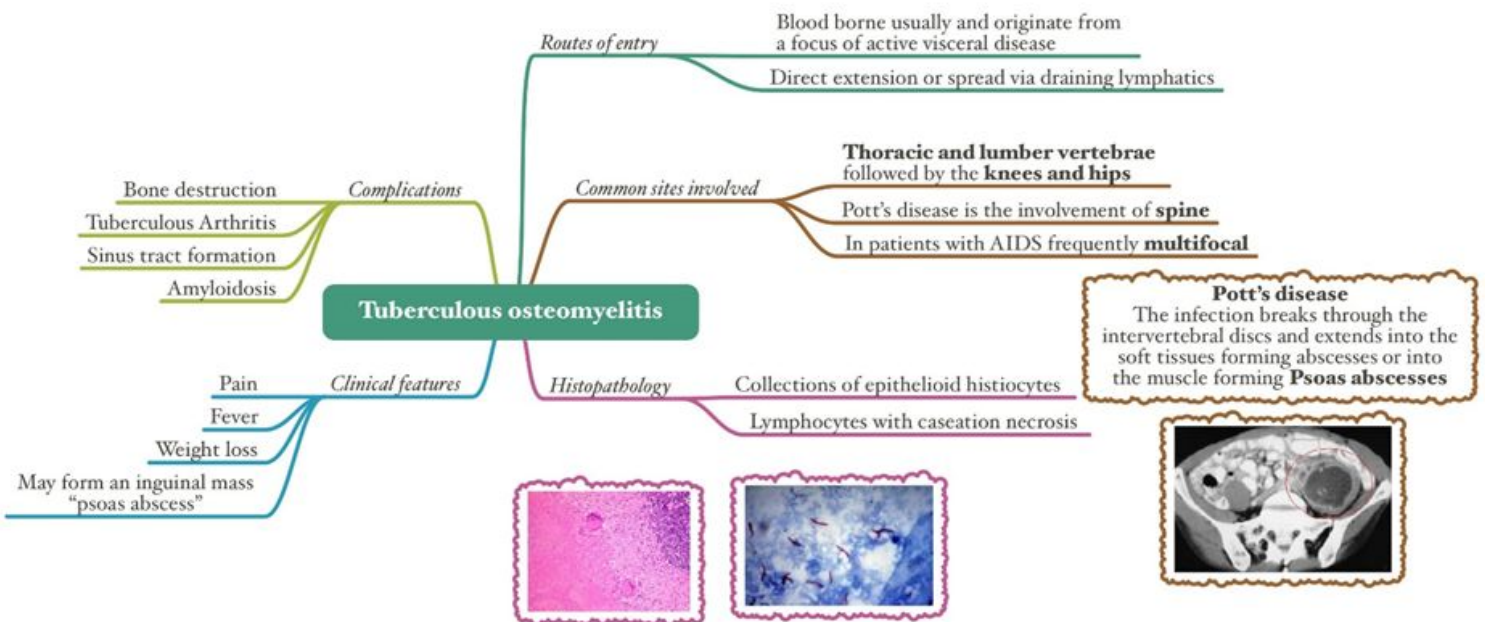 Tuberculous osteomyelitis
Routes of entry
Blood borne usually and originate from
a focus of active visceral disease
Direct extension or spread via draining lymphatics
Common sites involved
Thoracic and lumber vertebrae
followed by the knees and hips
Pott's disease is the involvement of spine
In patients with AIDS frequently multifocal
Pott's disease
The infection breaks through the
intervertebral discs and extends into the
soft tissues forming abscesses or into
the muscle forming Psoas abscesses
Histopathology
Collections of epithelioid histiocytes
Lymphocytes with caseation necrosis
Complications
Bone destruction
Tuberculous Arthritis
Sinus tract formation
Amyloidosis
Clinical features
Pain
Fever
Weight loss
May form an inguinal mass
“psoas abscess”